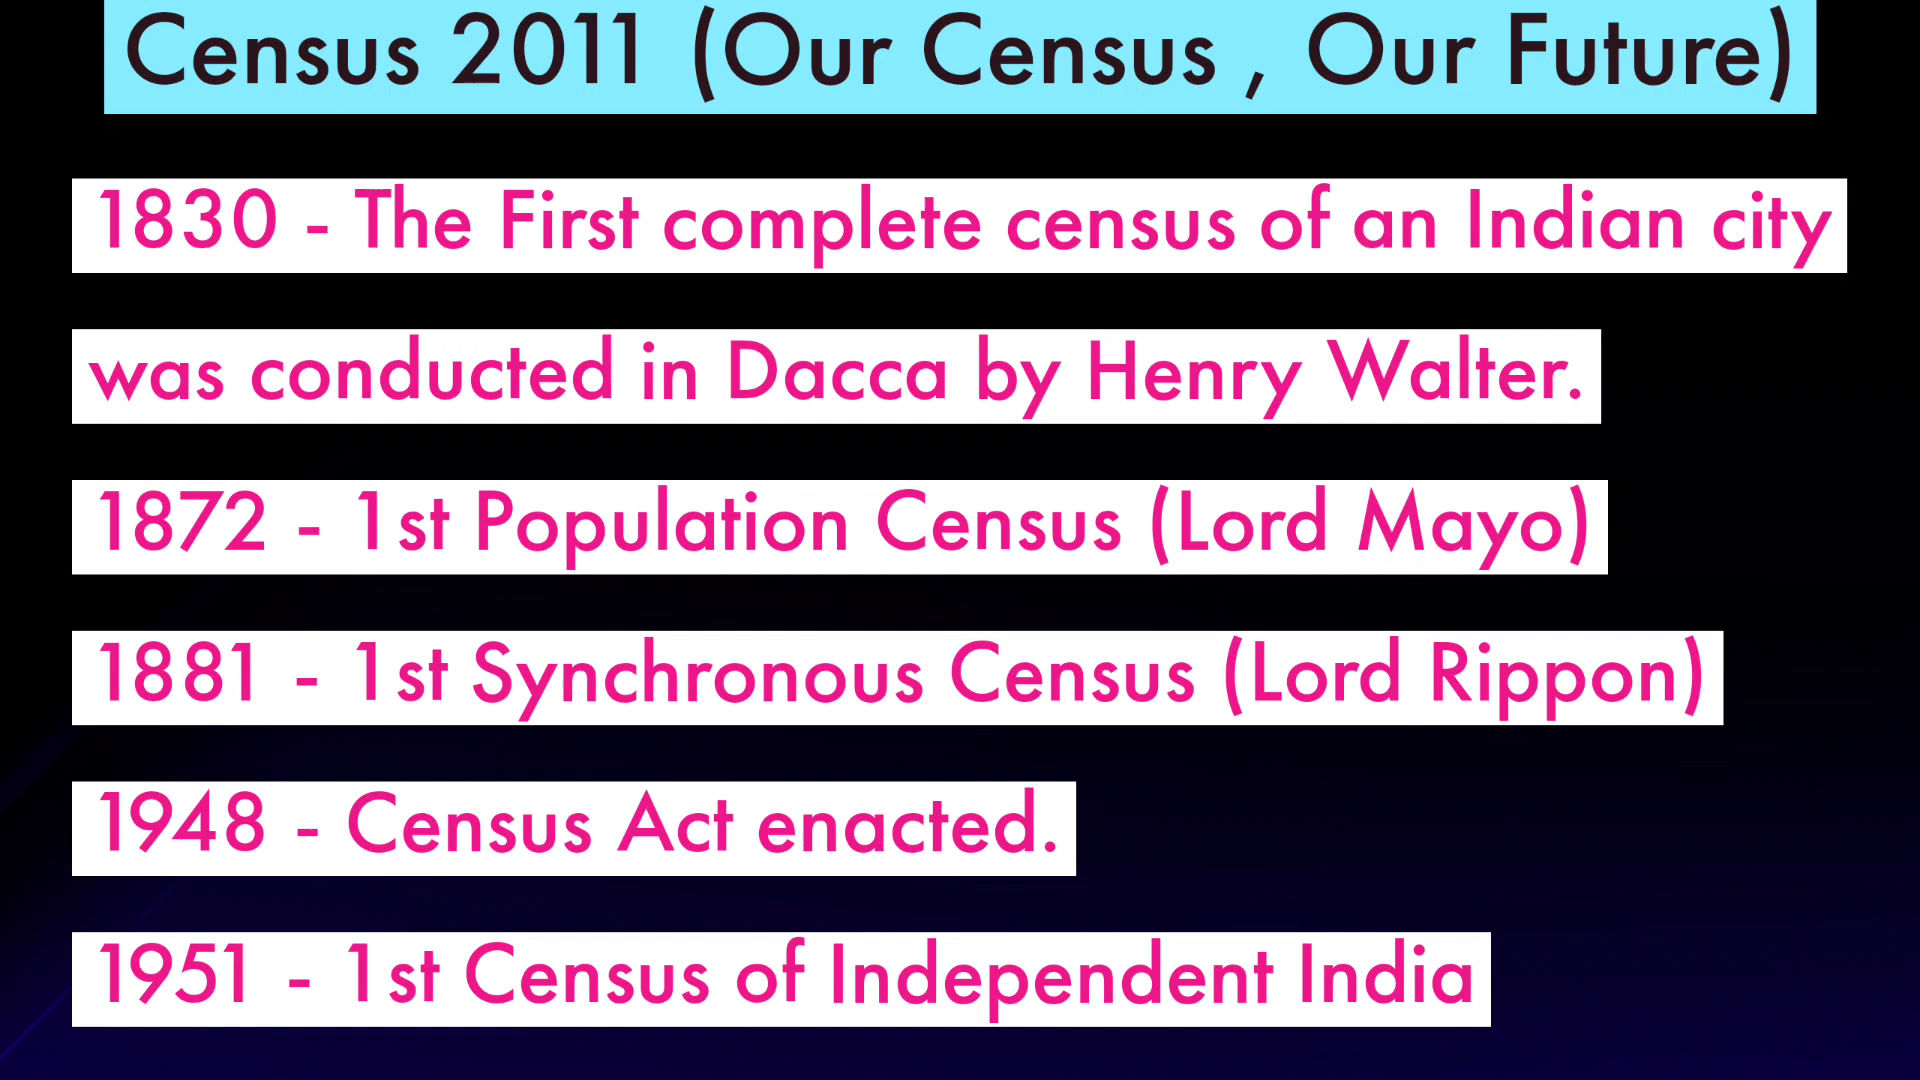 Census 2011 (Our Census , Our Future)
1830 - The First complete census of an Indian city
was conducted in Dacca by Henry Walter.
1872 - 1st Population Census (Lord Mayo)
1881 - 1st Synchronous Census (Lord Rippon)
1948 - Census Act enacted.
1951 - 1st Census of Independent India